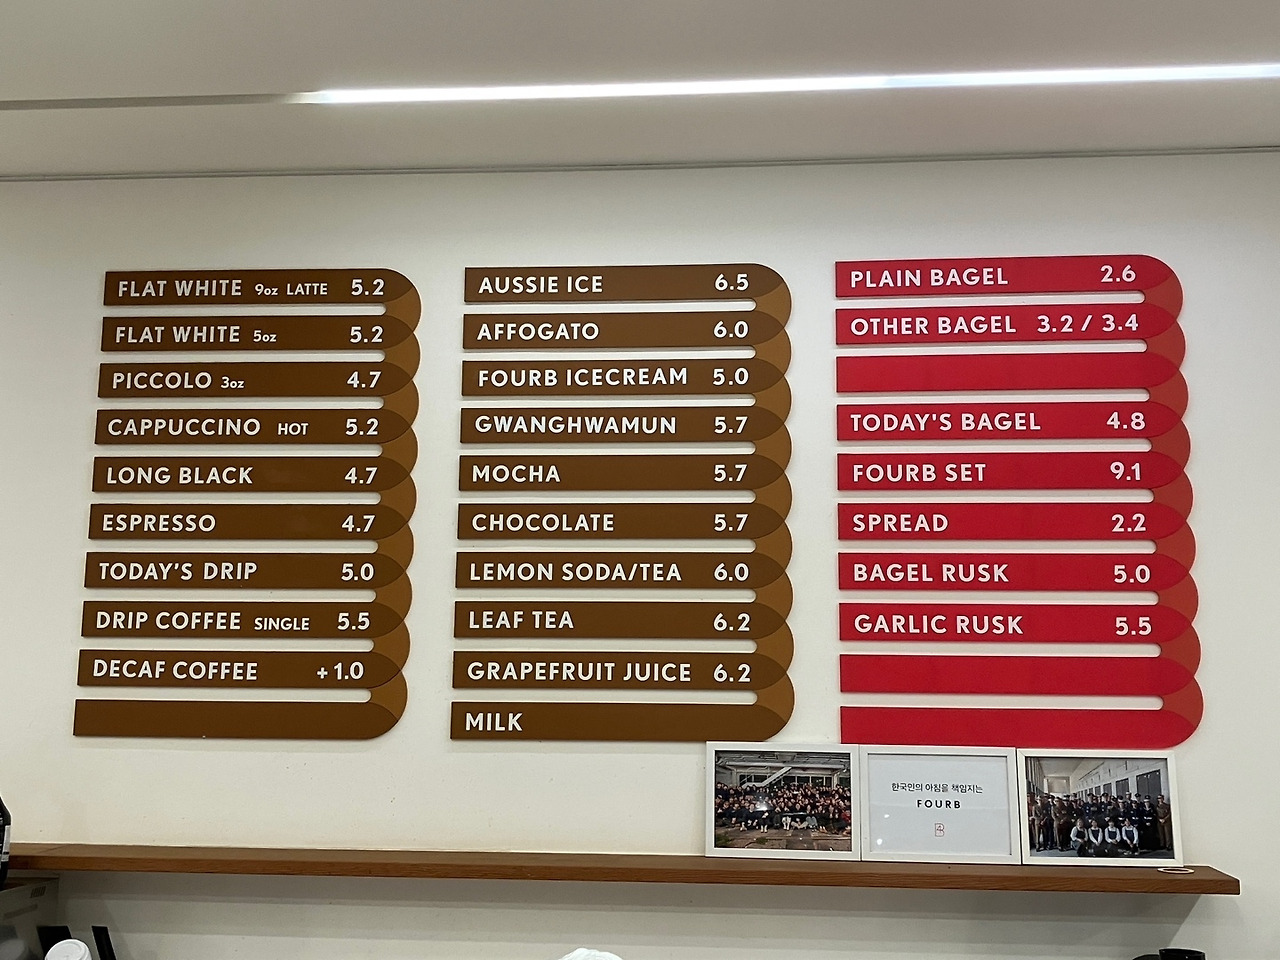 FLAT WHITE 9oz LATTE 5.2
FLAT WHITE 5oz 5.2
PICCOLO 3oz 4.7
CAPPUCCINO HOT 5.2
LONG BLACK 4.7
ESPRESSO 4.7
TODAY'S DRIP 5.0
DRIP COFFEE SINGLE 5.5
DECAF COFFEE +1.0
AUSSIE ICE 6.5
AFFOGATO 6.0
FOURB ICECREAM 5.0
GWANGHWAMUN 5.7
MOCHA 5.7
CHOCOLATE 5.7
LEMON SODA/TEA 6.0
LEAF TEA 6.2
GRAPEFRUIT JUICE 6.2
MILK
PLAIN BAGEL 2.6
OTHER BAGEL 3.2 / 3.4
TODAY'S BAGEL 4.8
FOURB SET 9.1
SPREAD 2.2
BAGEL RUSK 5.0
GARLIC RUSK 5.5
한국인의 아침을 책임지는
FOURB